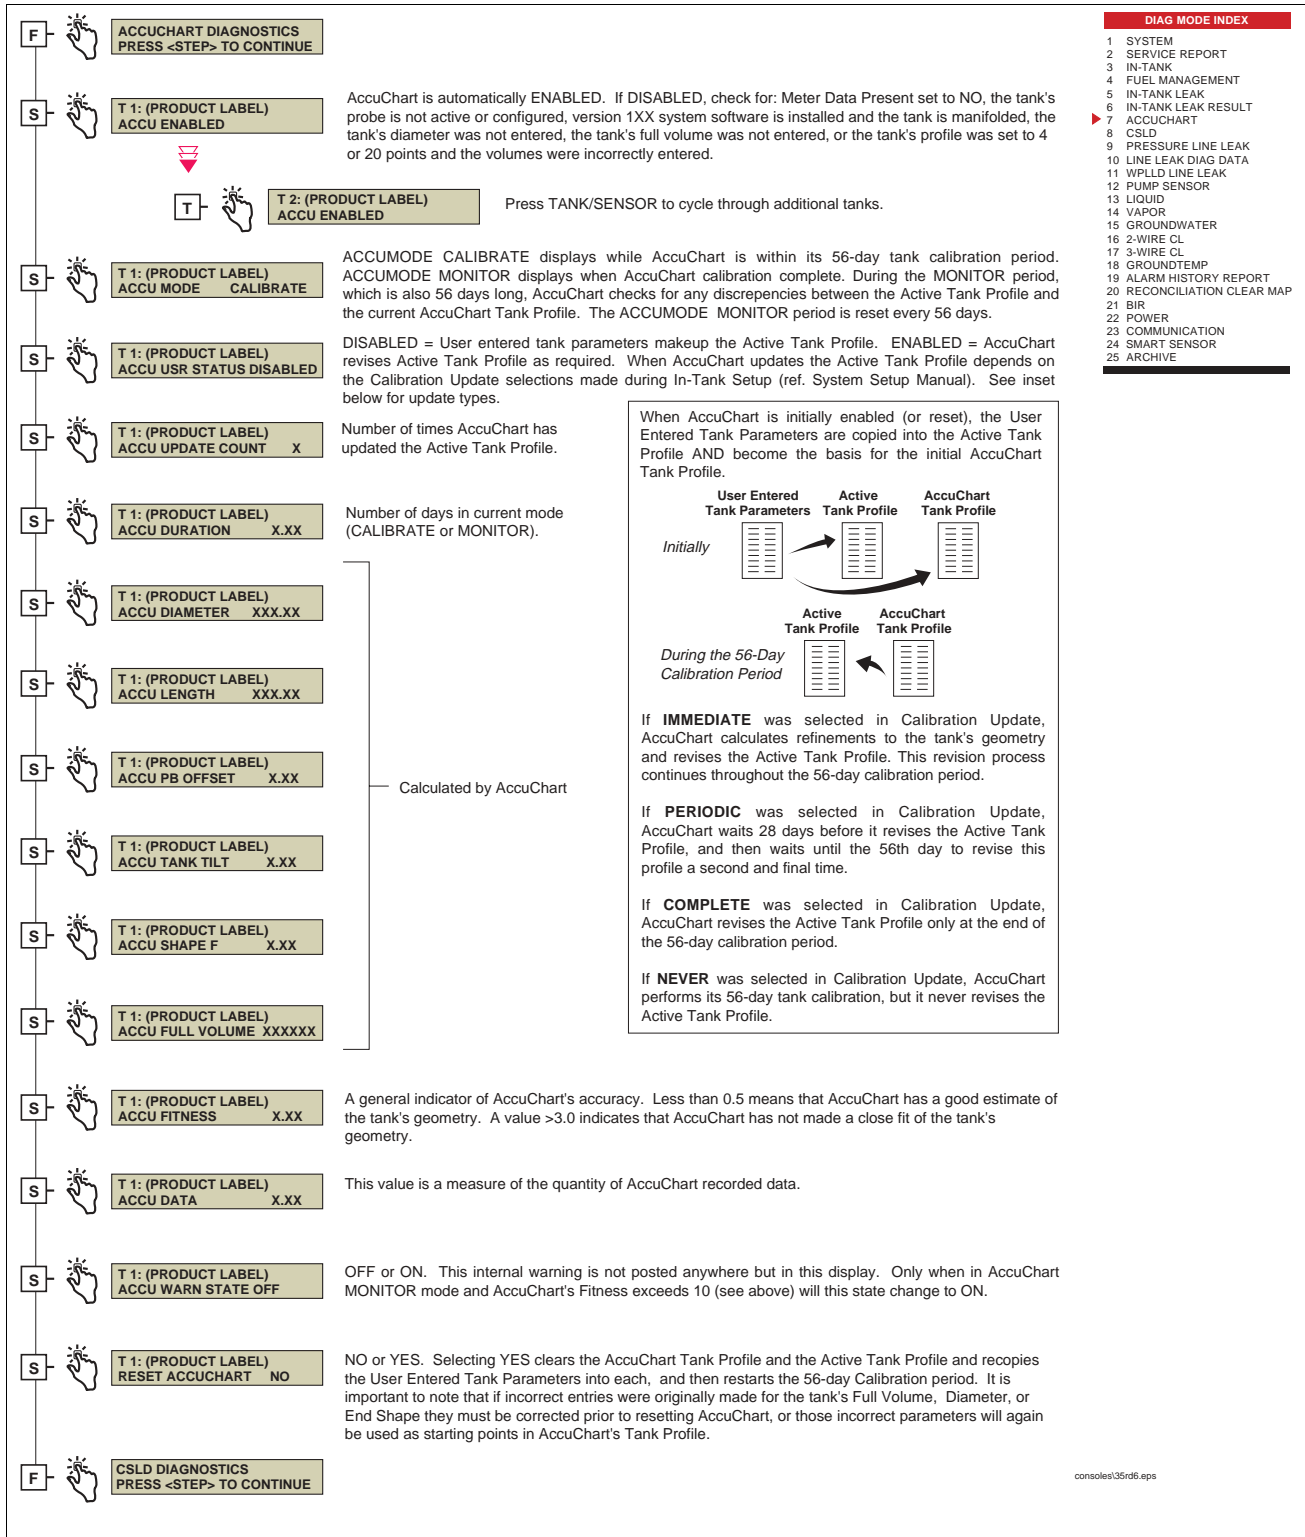 F
ACCUCHART DIAGNOSTICS
PRESS <STEP> TO CONTINUE
S
T 1: (PRODUCT LABEL)
ACCU ENABLED
AccuChart is automatically ENABLED. If DISABLED, check for: Meter Data Present set to NO, the tank's
probe is not active or configured, version 1XX system software is installed and the tank is manifolded, the
tank's diameter was not entered, the tank's full volume was not entered, or the tank's profile was set to 4
or 20 points and the volumes were incorrectly entered.
T
T 2: (PRODUCT LABEL)
ACCU ENABLED
Press TANK/SENSOR to cycle through additional tanks.
S
T 1: (PRODUCT LABEL)
ACCU MODE CALIBRATE
ACCUMODE CALIBRATE displays while AccuChart is within its 56-day tank calibration period.
ACCUMODE MONITOR displays when AccuChart calibration complete. During the MONITOR period,
which is also 56 days long, AccuChart checks for any discrepencies between the Active Tank Profile and
the current AccuChart Tank Profile. The ACCUMODE MONITOR period is reset every 56 days.
S
T 1: (PRODUCT LABEL)
ACCU USR STATUS DISABLED
DISABLED = User entered tank parameters makeup the Active Tank Profile. ENABLED = AccuChart
revises Active Tank Profile as required. When AccuChart updates the Active Tank Profile depends on
the Calibration Update selections made during In-Tank Setup (ref. System Setup Manual). See inset
below for update types.
S
T 1: (PRODUCT LABEL)
ACCU UPDATE COUNT X
Number of times AccuChart has
updated the Active Tank Profile.
S
T 1: (PRODUCT LABEL)
ACCU DURATION X.XX
Number of days in current mode
(CALIBRATE or MONITOR).
S
T 1: (PRODUCT LABEL)
ACCU DIAMETER XXX.XX
S
T 1: (PRODUCT LABEL)
ACCU LENGTH XXX.XX
S
T 1: (PRODUCT LABEL)
ACCU PB OFFSET X.XX
Calculated by AccuChart
S
T 1: (PRODUCT LABEL)
ACCU TANK TILT X.XX
S
T 1: (PRODUCT LABEL)
ACCU SHAPE F X.XX
S
T 1: (PRODUCT LABEL)
ACCU FULL VOLUME XXXXXX
When AccuChart is initially enabled (or reset), the User
Entered Tank Parameters are copied into the Active Tank
Profile AND become the basis for the initial AccuChart
Tank Profile.
User Entered Active AccuChart
Tank Parameters Tank Profile Tank Profile
Initially
Active AccuChart
Tank Profile Tank Profile
During the 56-Day
Calibration Period
If IMMEDIATE was selected in Calibration Update,
AccuChart calculates refinements to the tank's geometry
and revises the Active Tank Profile. This revision process
continues throughout the 56-day calibration period.
If PERIODIC was selected in Calibration Update,
AccuChart waits 28 days before it revises the Active Tank
Profile, and then waits until the 56th day to revise this
profile a second and final time.
If COMPLETE was selected in Calibration Update,
AccuChart revises the Active Tank Profile only at the end of
the 56-day calibration period.
If NEVER was selected in Calibration Update, AccuChart
performs its 56-day tank calibration, but it never revises the
Active Tank Profile.
S
T 1: (PRODUCT LABEL)
ACCU FITNESS X.XX
A general indicator of AccuChart's accuracy. Less than 0.5 means that AccuChart has a good estimate of
the tank's geometry. A value >3.0 indicates that AccuChart has not made a close fit of the tank's
geometry.
S
T 1: (PRODUCT LABEL)
ACCU DATA X.XX
This value is a measure of the quantity of AccuChart recorded data.
S
T 1: (PRODUCT LABEL)
ACCU WARN STATE OFF
OFF or ON. This internal warning is not posted anywhere but in this display. Only when in AccuChart
MONITOR mode and AccuChart's Fitness exceeds 10 (see above) will this state change to ON.
S
T 1: (PRODUCT LABEL)
RESET ACCUCHART NO
NO or YES. Selecting YES clears the AccuChart Tank Profile and the Active Tank Profile and recopies
the User Entered Tank Parameters into each, and then restarts the 56-day Calibration period. It is
important to note that if incorrect entries were originally made for the tank's Full Volume, Diameter, or
End Shape they must be corrected prior to resetting AccuChart, or those incorrect parameters will again
be used as starting points in AccuChart's Tank Profile.
F
CSLD DIAGNOSTICS
PRESS <STEP> TO CONTINUE
DIAG MODE INDEX
1 SYSTEM
2 SERVICE REPORT
3 IN-TANK
4 FUEL MANAGEMENT
5 IN-TANK LEAK
6 IN-TANK LEAK RESULT
7 ACCUCHART
8 CSLD
9 PRESSURE LINE LEAK
10 LINE LEAK DIAG DATA
11 WPLLD LINE LEAK
12 PUMP SENSOR
13 LIQUID
14 VAPOR
15 GROUNDWATER
16 2-WIRE CL
17 3-WIRE CL
18 GROUNDTEMP
19 ALARM HISTORY REPORT
20 RECONCILIATION CLEAR MAP
21 BIR
22 POWER
23 COMMUNICATION
24 SMART SENSOR
25 ARCHIVE
consoles\35rd6.eps